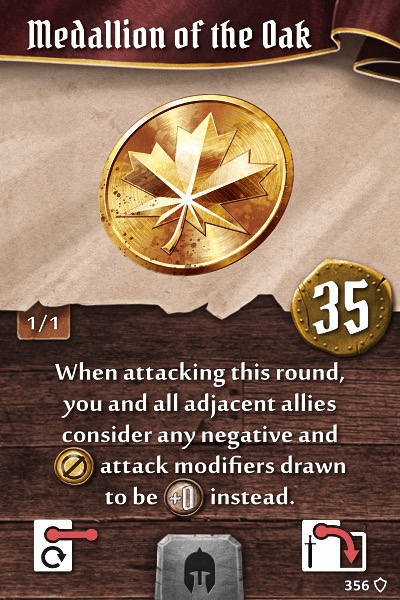 Medallion of the Oak
1/1
35
When attacking this round,
you and all adjacent allies
consider any negative and
attack modifiers drawn
to be +0 instead.
356